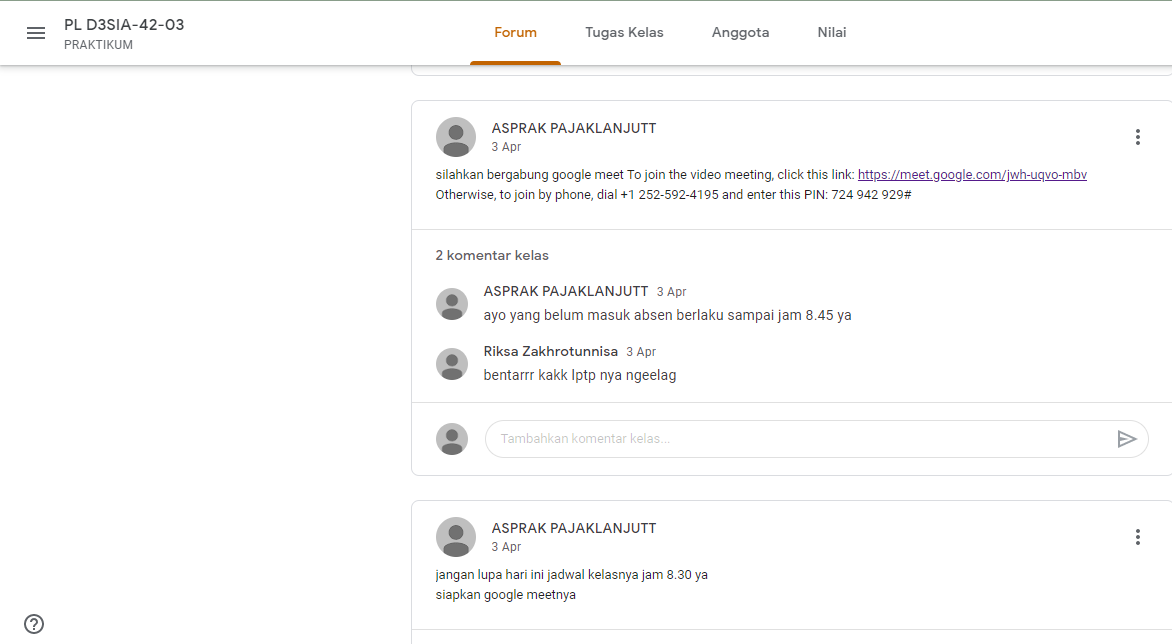 PL D3SIA-42-03
PRAKTIKUM
Forum
Tugas Kelas
Anggota
Nilai
ASPRAK PAJAKLANJUTT
3 Apr
silahkan bergabung google meet To join the video meeting, click this link: https://meet.google.com/jwh-uqvo-mbv
Otherwise, to join by phone, dial +1 252-592-4195 and enter this PIN: 724 942 929#
2 komentar kelas
ASPRAK PAJAKLANJUTT 3 Apr
ayo yang belum masuk absen berlaku sampai jam 8.45 ya
Riksa Zakhrotunnisa 3 Apr
bentarrr kakk lptp nya ngeelag
Tambahkan komentar kelas...
ASPRAK PAJAKLANJUTT
3 Apr
jangan lupa hari ini jadwal kelasnya jam 8.30 ya
siapkan google meetnya